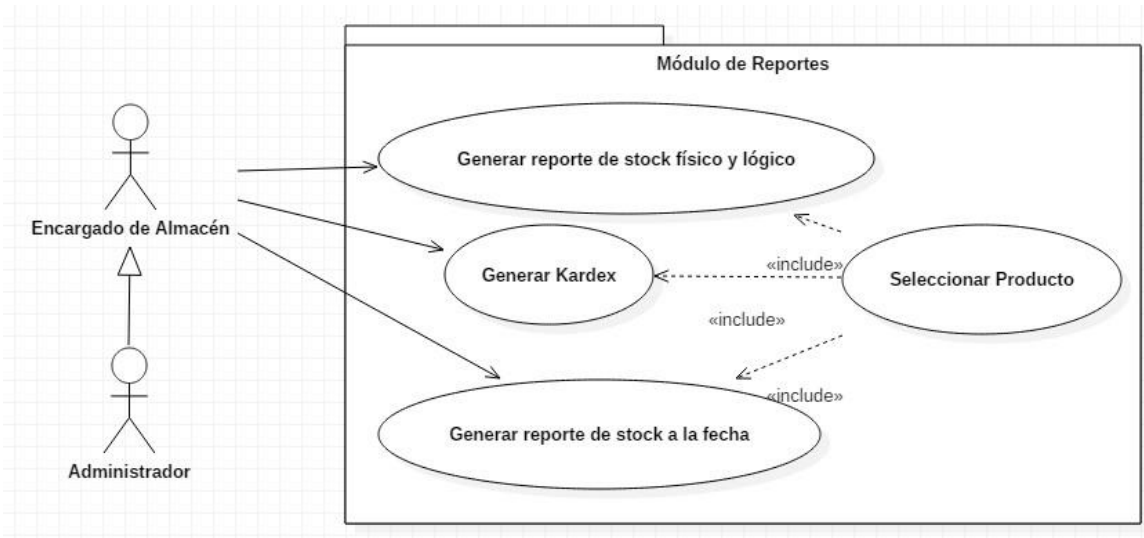 Módulo de Reportes
Generar reporte de stock físico y lógico
Encargado de Almacén
«include»
Generar Kardex
Seleccionar Producto
«include»
«include»
Generar reporte de stock a la fecha
Administrador